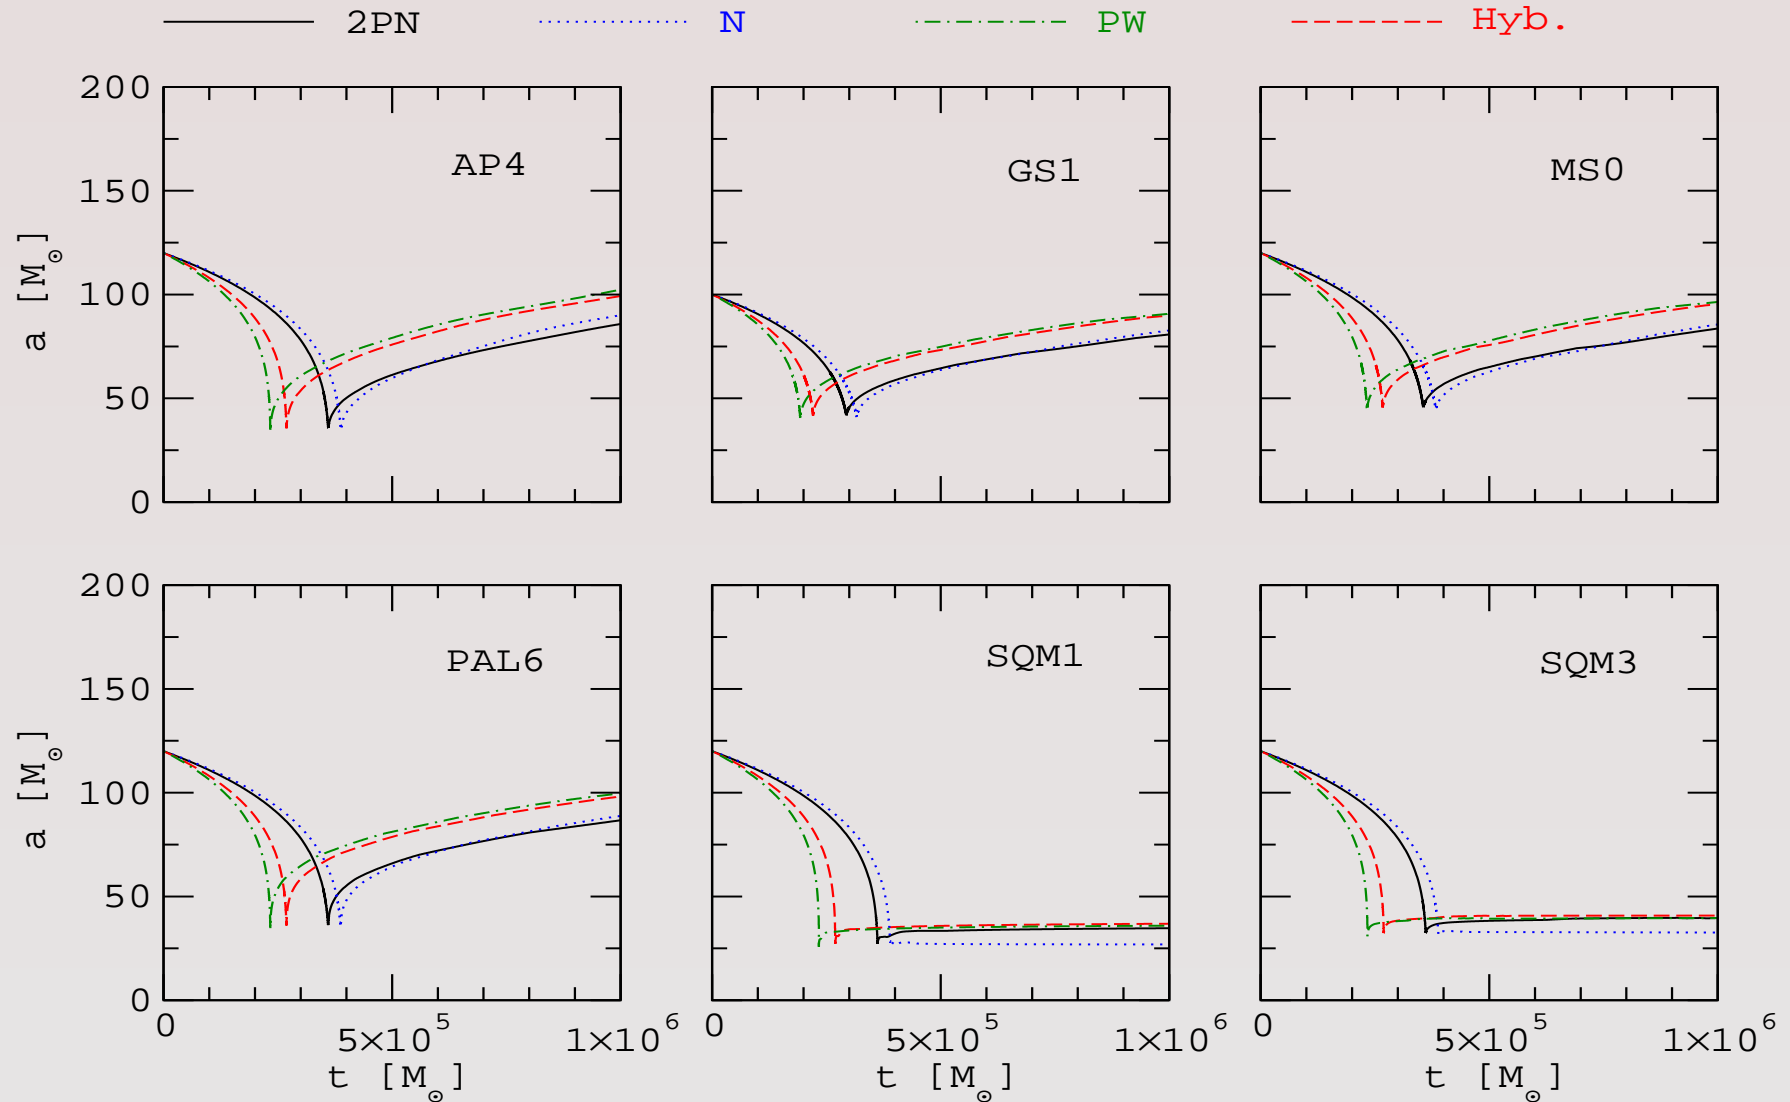 2PN N PW Hyb.
200
150
100
50
0
a [M⊙]
AP4
GS1
MS0
200
150
100
50
0
a [M⊙]
PAL6
SQM1
SQM3
0 5×10⁵ 1×10⁶ 0 5×10⁵ 1×10⁶ 0 5×10⁵ 1×10⁶
t [M⊙] t [M⊙] t [M⊙]